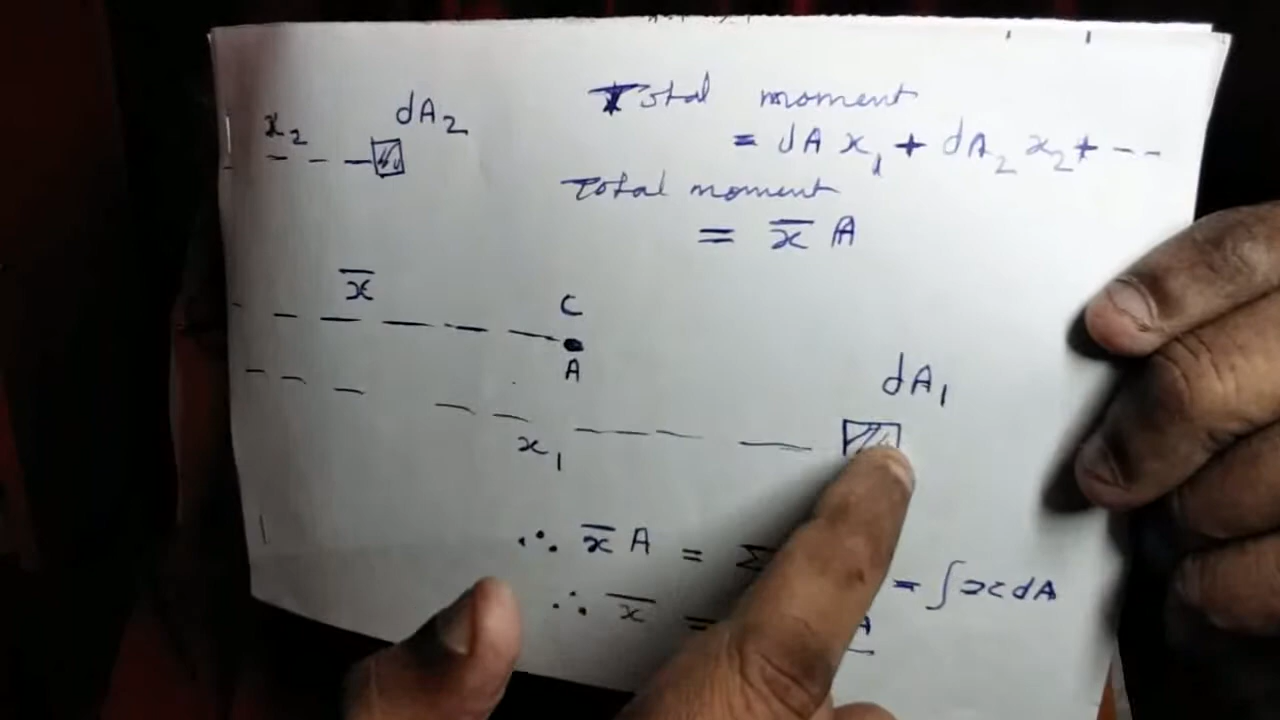 x₂ dA₂
Total moment
= dA x₁ + dA₂ x₂ + - -
Total moment
= x̄ A
x̄
C
A
dA₁
x₁
∴ x̄ A = Σ = ∫ x dA
∴ x̄ = A